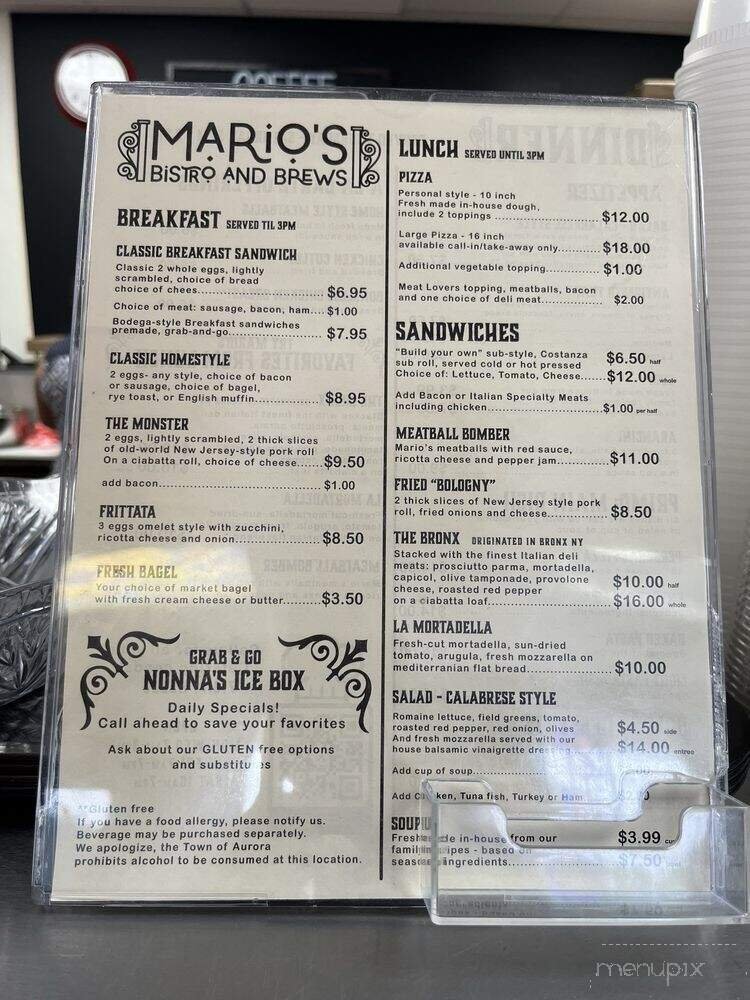 COFFEE
MARIO'S
BISTRO AND BREWS
BREAKFAST SERVED TIL 3PM
CLASSIC BREAKFAST SANDWICH
Classic 2 whole eggs, lightly
scrambled, choice of bread
choice of chees............................ $6.95
Choice of meat: sausage, bacon, ham.... $1.00
Bodega-style Breakfast sandwiches
premade, grab-and-go..................... $7.95
CLASSIC HOMESTYLE
2 eggs- any style, choice of bacon
or sausage, choice of bagel,
rye toast, or English muffin............... $8.95
THE MONSTER
2 eggs, lightly scrambled, 2 thick slices
of old-world New Jersey-style pork roll
On a ciabatta roll, choice of cheese...... $9.50
add bacon.................................... $1.00
FRITTATA
3 eggs omelet style with zucchini,
ricotta cheese and onion.................. $8.50
FRESH BAGEL
Your choice of market bagel
with fresh cream cheese or butter......... $3.50
GRAB & GO
NONNA'S ICE BOX
Daily Specials!
Call ahead to save your favorites
Ask about our GLUTEN free options
and substitutes
Gluten free
If you have a food allergy, please notify us.
Beverage may be purchased separately.
We apologize, the Town of Aurora
prohibits alcohol to be consumed at this location.
LUNCH SERVED UNTIL 3PM
PIZZA
Personal style - 10 inch
Fresh made in-house dough,
include 2 toppings ........................ $12.00
Large Pizza - 16 inch
available call-in/take-away only.......... $18.00
Additional vegetable topping.............. $1.00
Meat Lovers topping, meatballs, bacon
and one choice of deli meat............... $2.00
SANDWICHES
"Build your own" sub-style, Costanza $6.50 half
sub roll, served cold or hot pressed
Choice of: Lettuce, Tomato, Cheese...... $12.00 whole
Add Bacon or Italian Specialty Meats
including chicken........................... $1.00 per half
MEATBALL BOMBER
Mario's meatballs with red sauce,
ricotta cheese and pepper jam............ $11.00
FRIED "BOLOGNY"
2 thick slices of New Jersey style pork
roll, fried onions and cheese............. $8.50
THE BRONX ORIGINATED IN BRONX NY
Stacked with the finest Italian deli
meats: prosciutto parma, mortadella,
capicol, olive tamponade, provolone $10.00 half
cheese, roasted red pepper
on a ciabatta loaf.......................... $16.00 whole
LA MORTADELLA
Fresh-cut mortadella, sun-dried
tomato, arugula, fresh mozzarella on
mediterranian flat bread.................. $10.00
SALAD - CALABRESE STYLE
Romaine lettuce, field greens, tomato,
roasted red pepper, red onion, olives $4.50 side
And fresh mozzarella served with our
house balsamic vinaigrette dressing....... $14.00 entree
Add cup of soup.............................
Add Chicken, Tuna fish, Turkey or Ham
SOUP
Fresh made in-house from our $3.99 cup
family recipes - based on
seasonal ingredients........................ $7.50
menupix